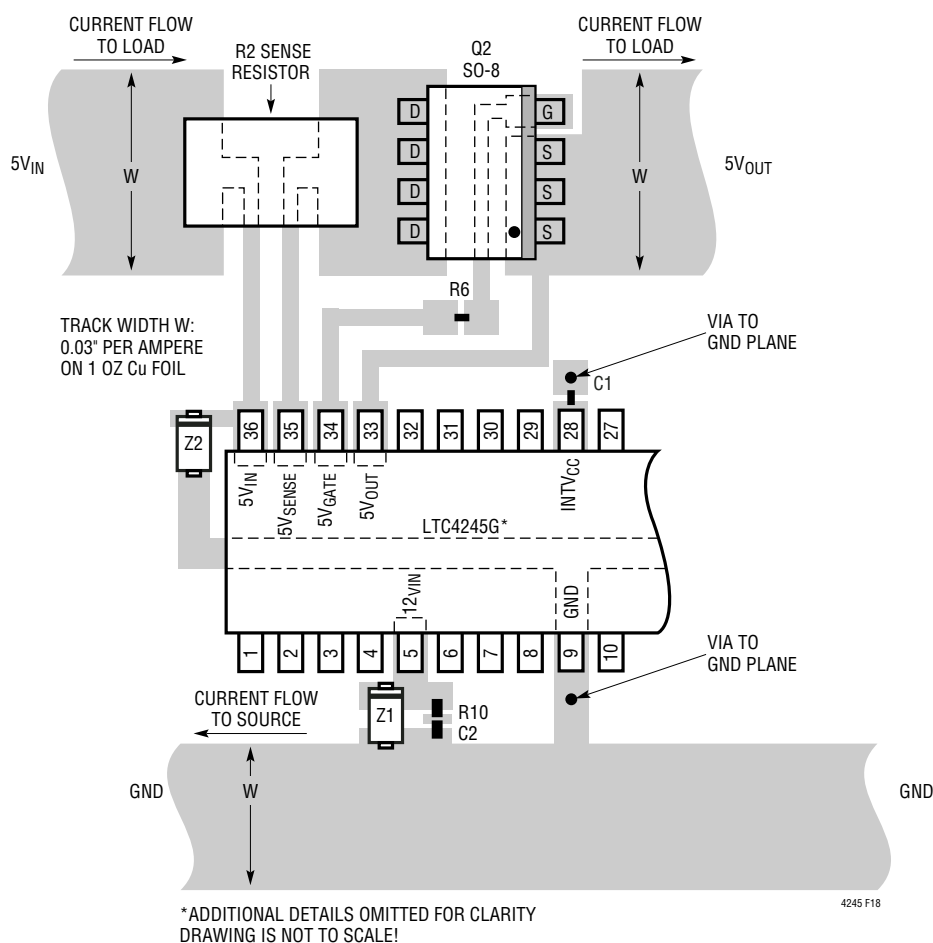 CURRENT FLOW
TO LOAD
R2 SENSE
RESISTOR
Q2
SO-8
CURRENT FLOW
TO LOAD
5VIN
W
D
D
D
D
G
S
S
S
W
5VOUT
R6
TRACK WIDTH W:
0.03" PER AMPERE
ON 1 OZ Cu FOIL
VIA TO
GND PLANE
C1
Z2
36
35
34
33
32
31
30
29
28
27
5VIN
5VSENSE
5VGATE
5VOUT
INTVCC
LTC4245G*
12VIN
GND
1
2
3
4
5
6
7
8
9
10
VIA TO
GND PLANE
CURRENT FLOW
TO SOURCE
Z1
R10
C2
GND
W
GND
4245 F18
*ADDITIONAL DETAILS OMITTED FOR CLARITY
DRAWING IS NOT TO SCALE!